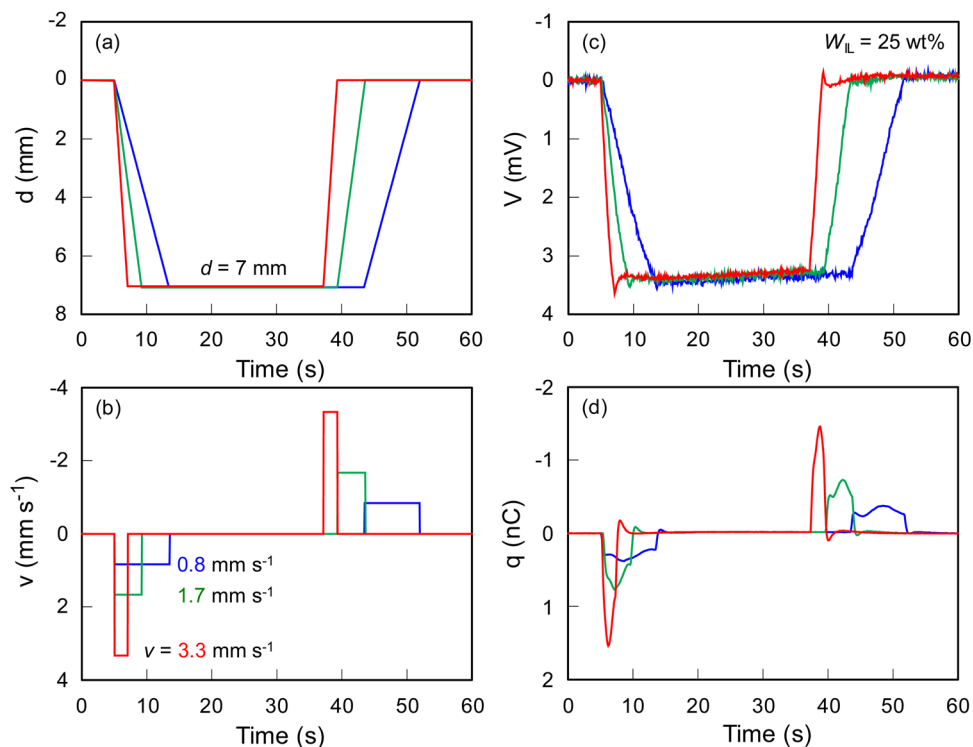 (a)
-2
0
2
4
6
8
d (mm)
d = 7 mm
0 10 20 30 40 50 60
Time (s)
(c)
W_IL = 25 wt%
-1
0
1
2
3
4
V (mV)
0 10 20 30 40 50 60
Time (s)
(b)
-4
-2
0
2
4
v (mm s⁻¹)
0.8 mm s⁻¹
1.7 mm s⁻¹
v = 3.3 mm s⁻¹
0 10 20 30 40 50 60
Time (s)
(d)
-2
-1
0
1
2
q (nC)
0 10 20 30 40 50 60
Time (s)